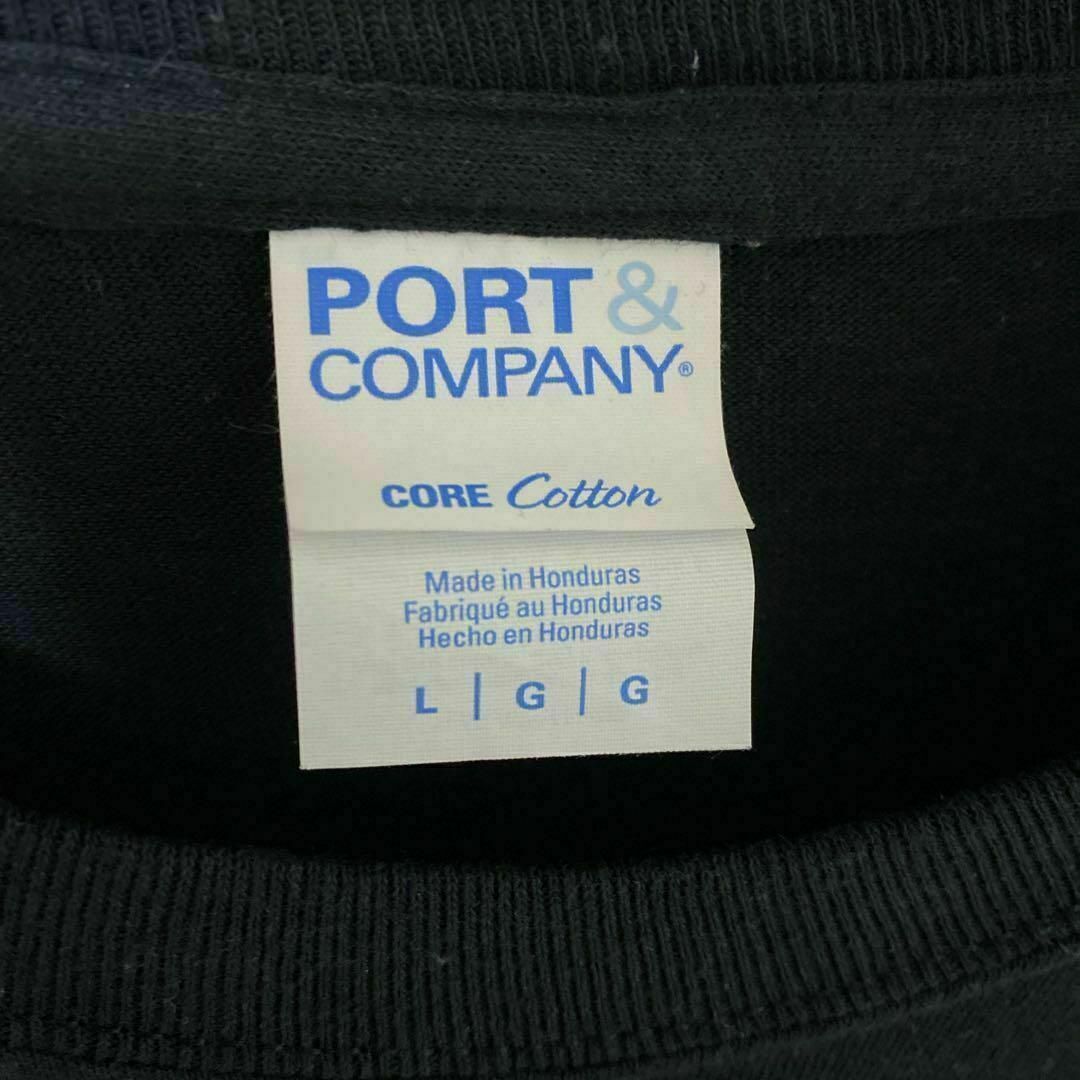 PORT &
COMPANY®
CORE Cotton
Made in Honduras
Fabriqué au Honduras
Hecho en Honduras
L | G | G